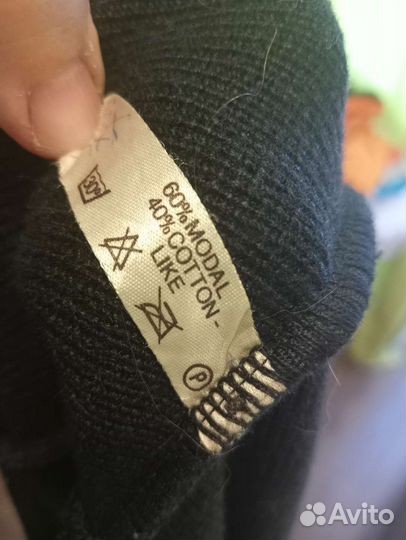 60% MODAL
40% COTTON -
LIKE
30°
P
Avito